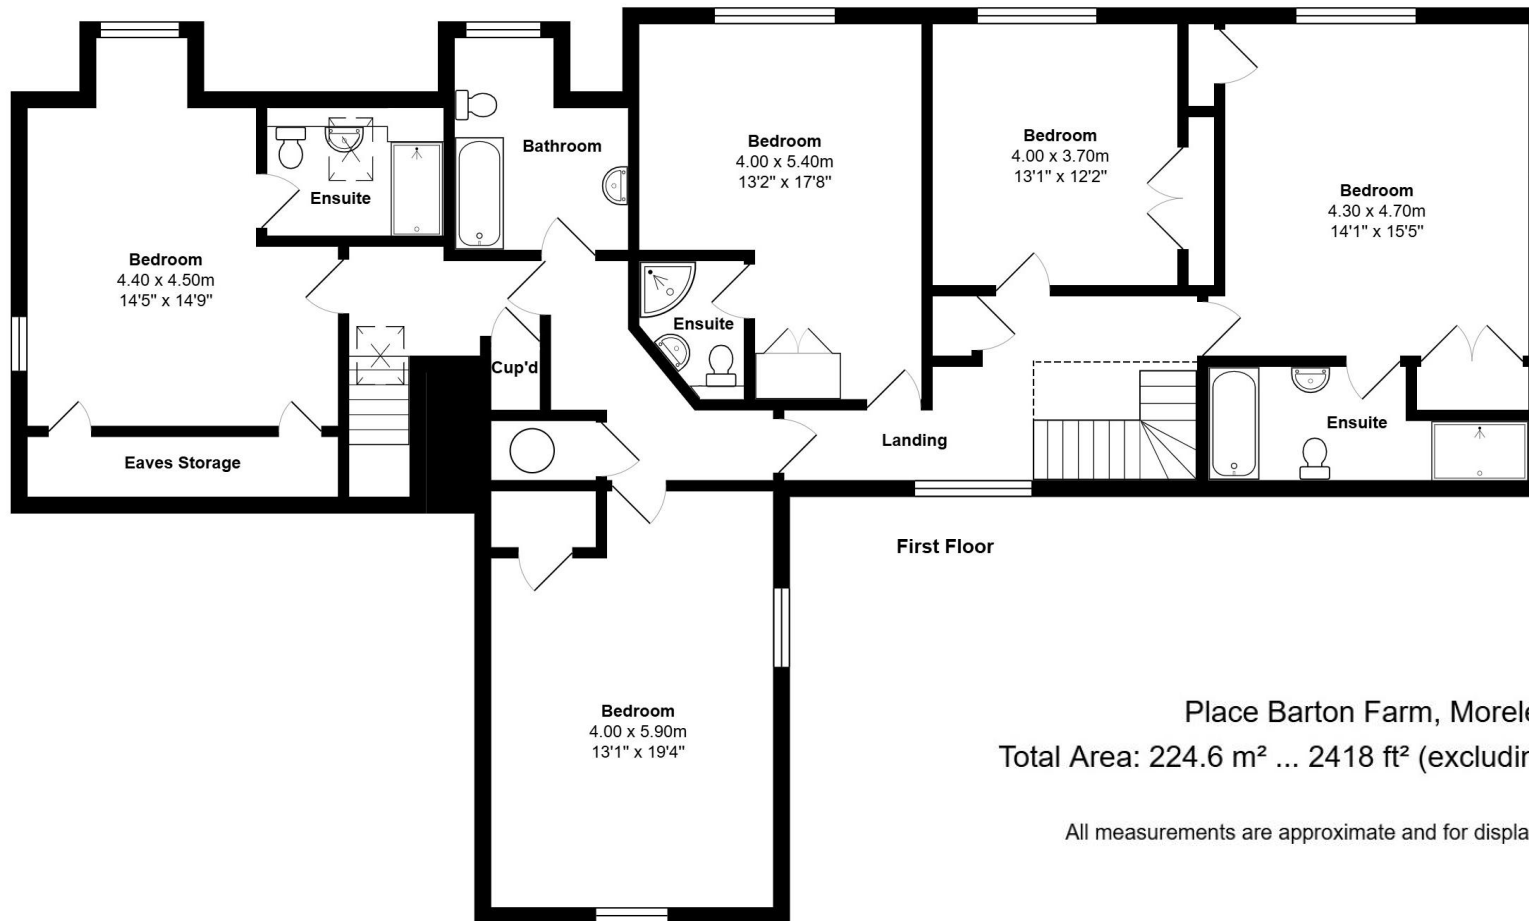 Bedroom
4.40 x 4.50m
14'5" x 14'9"
Ensuite
Bathroom
Bedroom
4.00 x 5.40m
13'2" x 17'8"
Bedroom
4.00 x 3.70m
13'1" x 12'2"
Bedroom
4.30 x 4.70m
14'1" x 15'5"
Ensuite
Cup'd
Eaves Storage
Landing
Ensuite
First Floor
Bedroom
4.00 x 5.90m
13'1" x 19'4"
Place Barton Farm,
Total Area: 224.6 m² ... 2418 ft²
All measurements are approximate and for